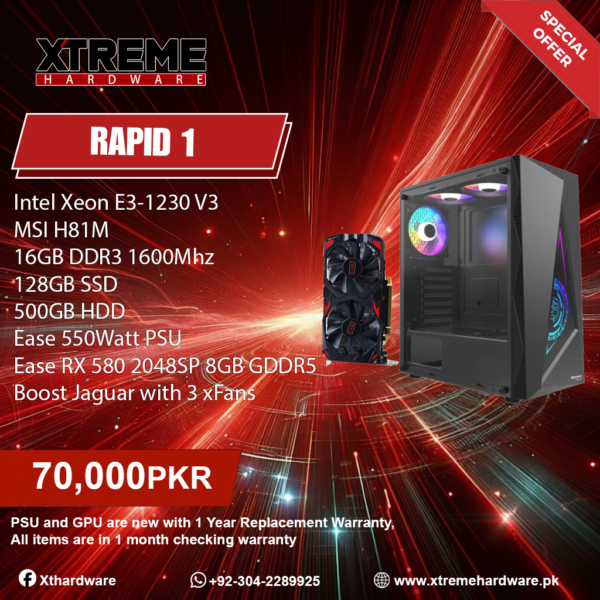 SPECIAL
OFFER
XTREME
HARDWARE
RAPID 1
Intel Xeon E3-1230 V3
MSI H81M
16GB DDR3 1600Mhz
128GB SSD
500GB HDD
Ease 550Watt PSU
Ease RX 580 2048SP 8GB GDDR5
Boost Jaguar with 3 xFans
70,000PKR
PSU and GPU are new with 1 Year Replacement Warranty,
All items are in 1 month checking warranty
Xthardware
+92-304-2289925
www.xtremehardware.pk